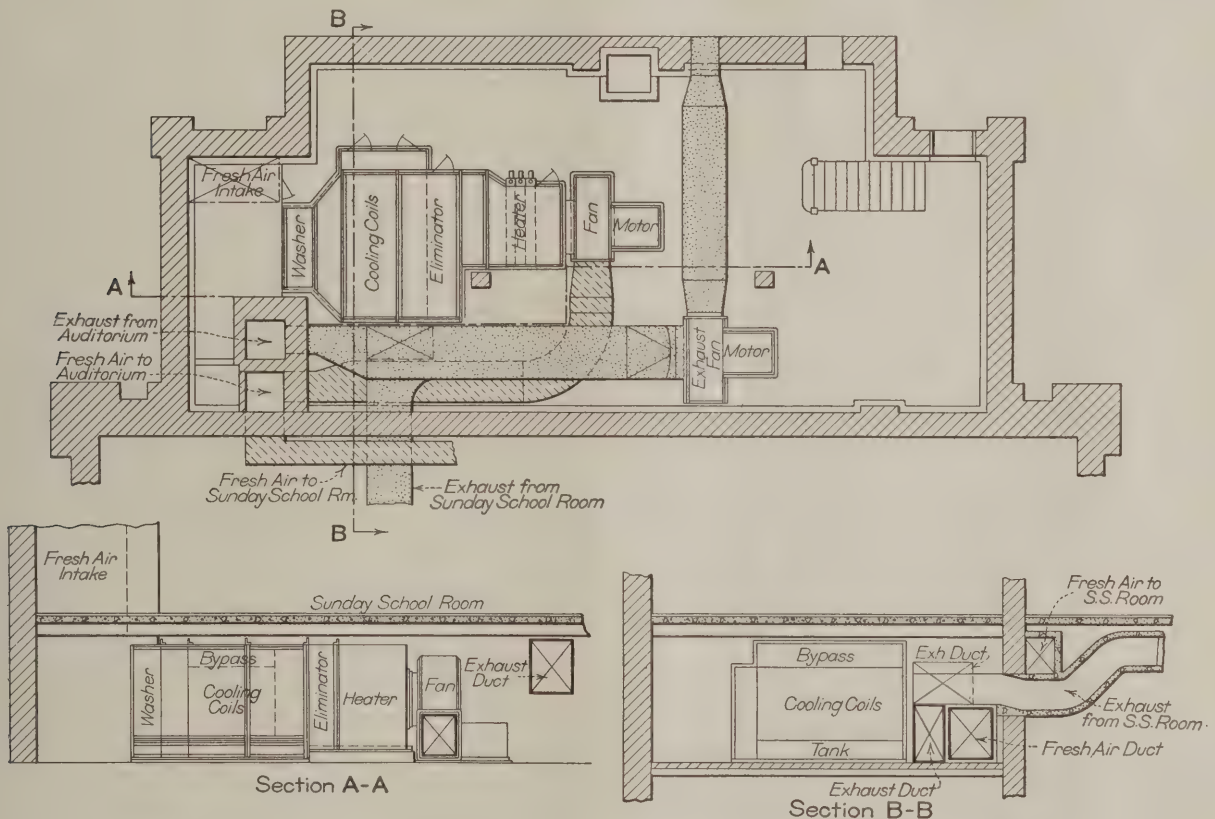 B
Fresh Air
Intake
Washer
Cooling Coils
Eliminator
Heater
Fan
Motor
A
A
Exhaust from
Auditorium
Fresh Air to
Auditorium
Exhaust
Fan
Motor
Fresh Air to
Sunday School Rm.
Exhaust from
Sunday School Room
B
Fresh Air
Intake
Sunday School Room
Washer
Bypass
Cooling
Coils
Eliminator
Heater
Fan
Exhaust
Duct
Section A-A
Fresh Air to
S.S. Room
Bypass
Exh. Duct
Cooling Coils
Tank
Exhaust
from S.S. Room
Fresh Air Duct
Exhaust Duct
Section B-B